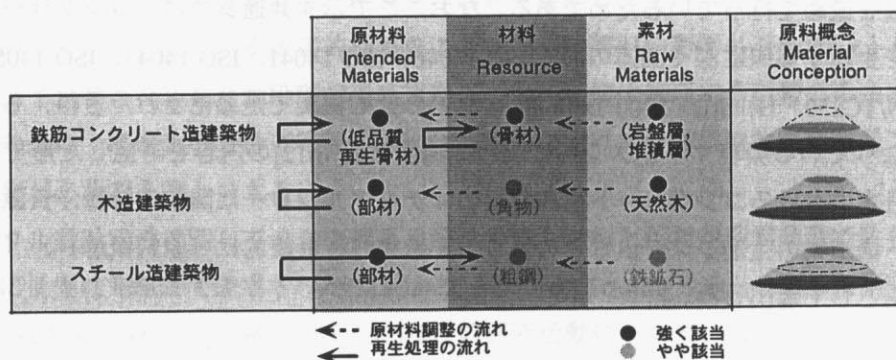 原材料
Intended
Materials
材料
Resource
素材
Raw
Materials
原料概念
Material
Conception
鉄筋コンクリート造建築物
(低品質
再生骨材)
(骨材)
(岩盤層,
堆積層)
木造建築物
(部材)
(角物)
(天然木)
スチール造建築物
(部材)
(粗鋼)
(鉄鉱石)
原材料調整の流れ
強く該当
再生処理の流れ
やや該当